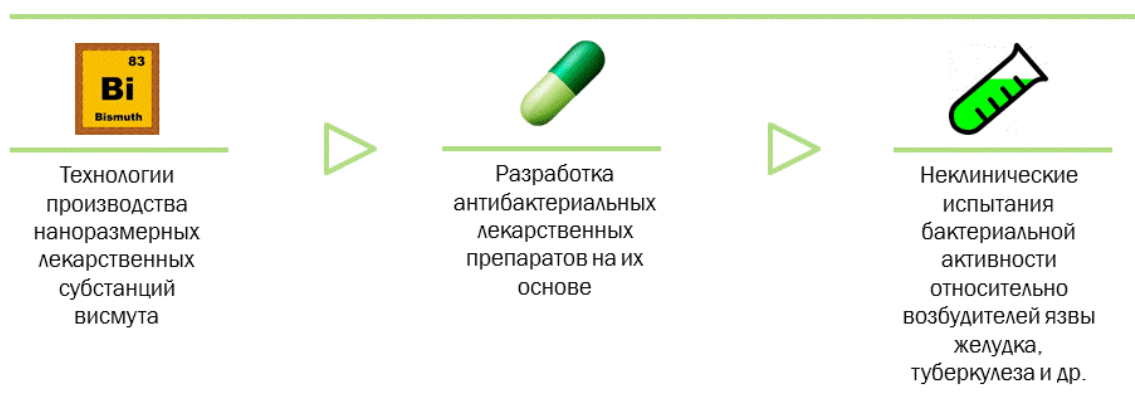 83
Bi
Bismuth
Технологии
производства
наноразмерных
лекарственных
субстанций
висмута
Разработка
антибактериальных
лекарственных
препаратов на их
основе
Неклинические
испытания
бактериальной
активности
относительно
возбудителей язвы
желудка,
туберкулеза и др.